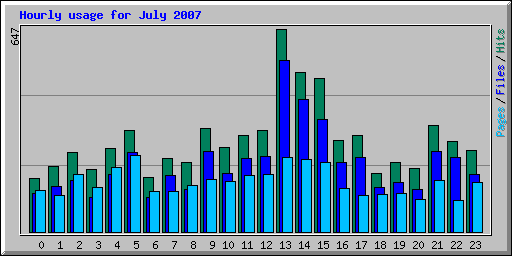 Hourly usage for July 2007
647
Pages / Files / Hits
0 1 2 3 4 5 6 7 8 9 10 11 12 13 14 15 16 17 18 19 20 21 22 23